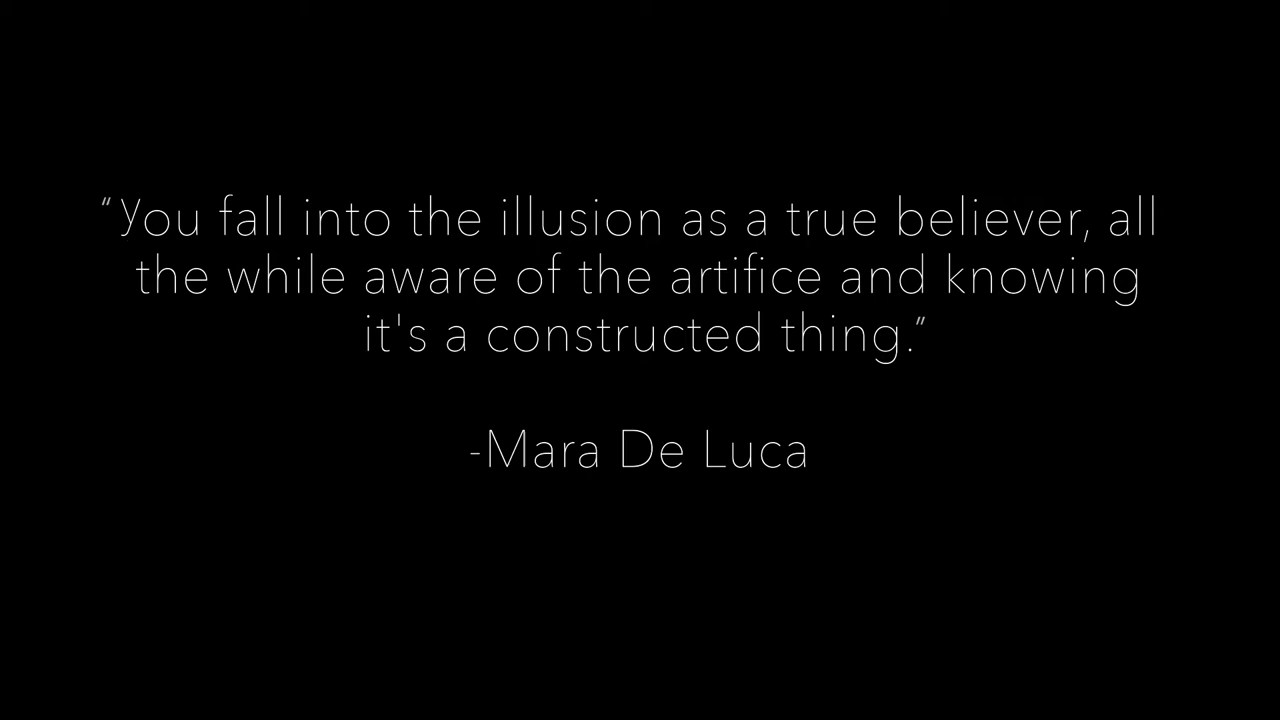 “You fall into the illusion as a true believer, all
the while aware of the artifice and knowing
it's a constructed thing.”
-Mara De Luca